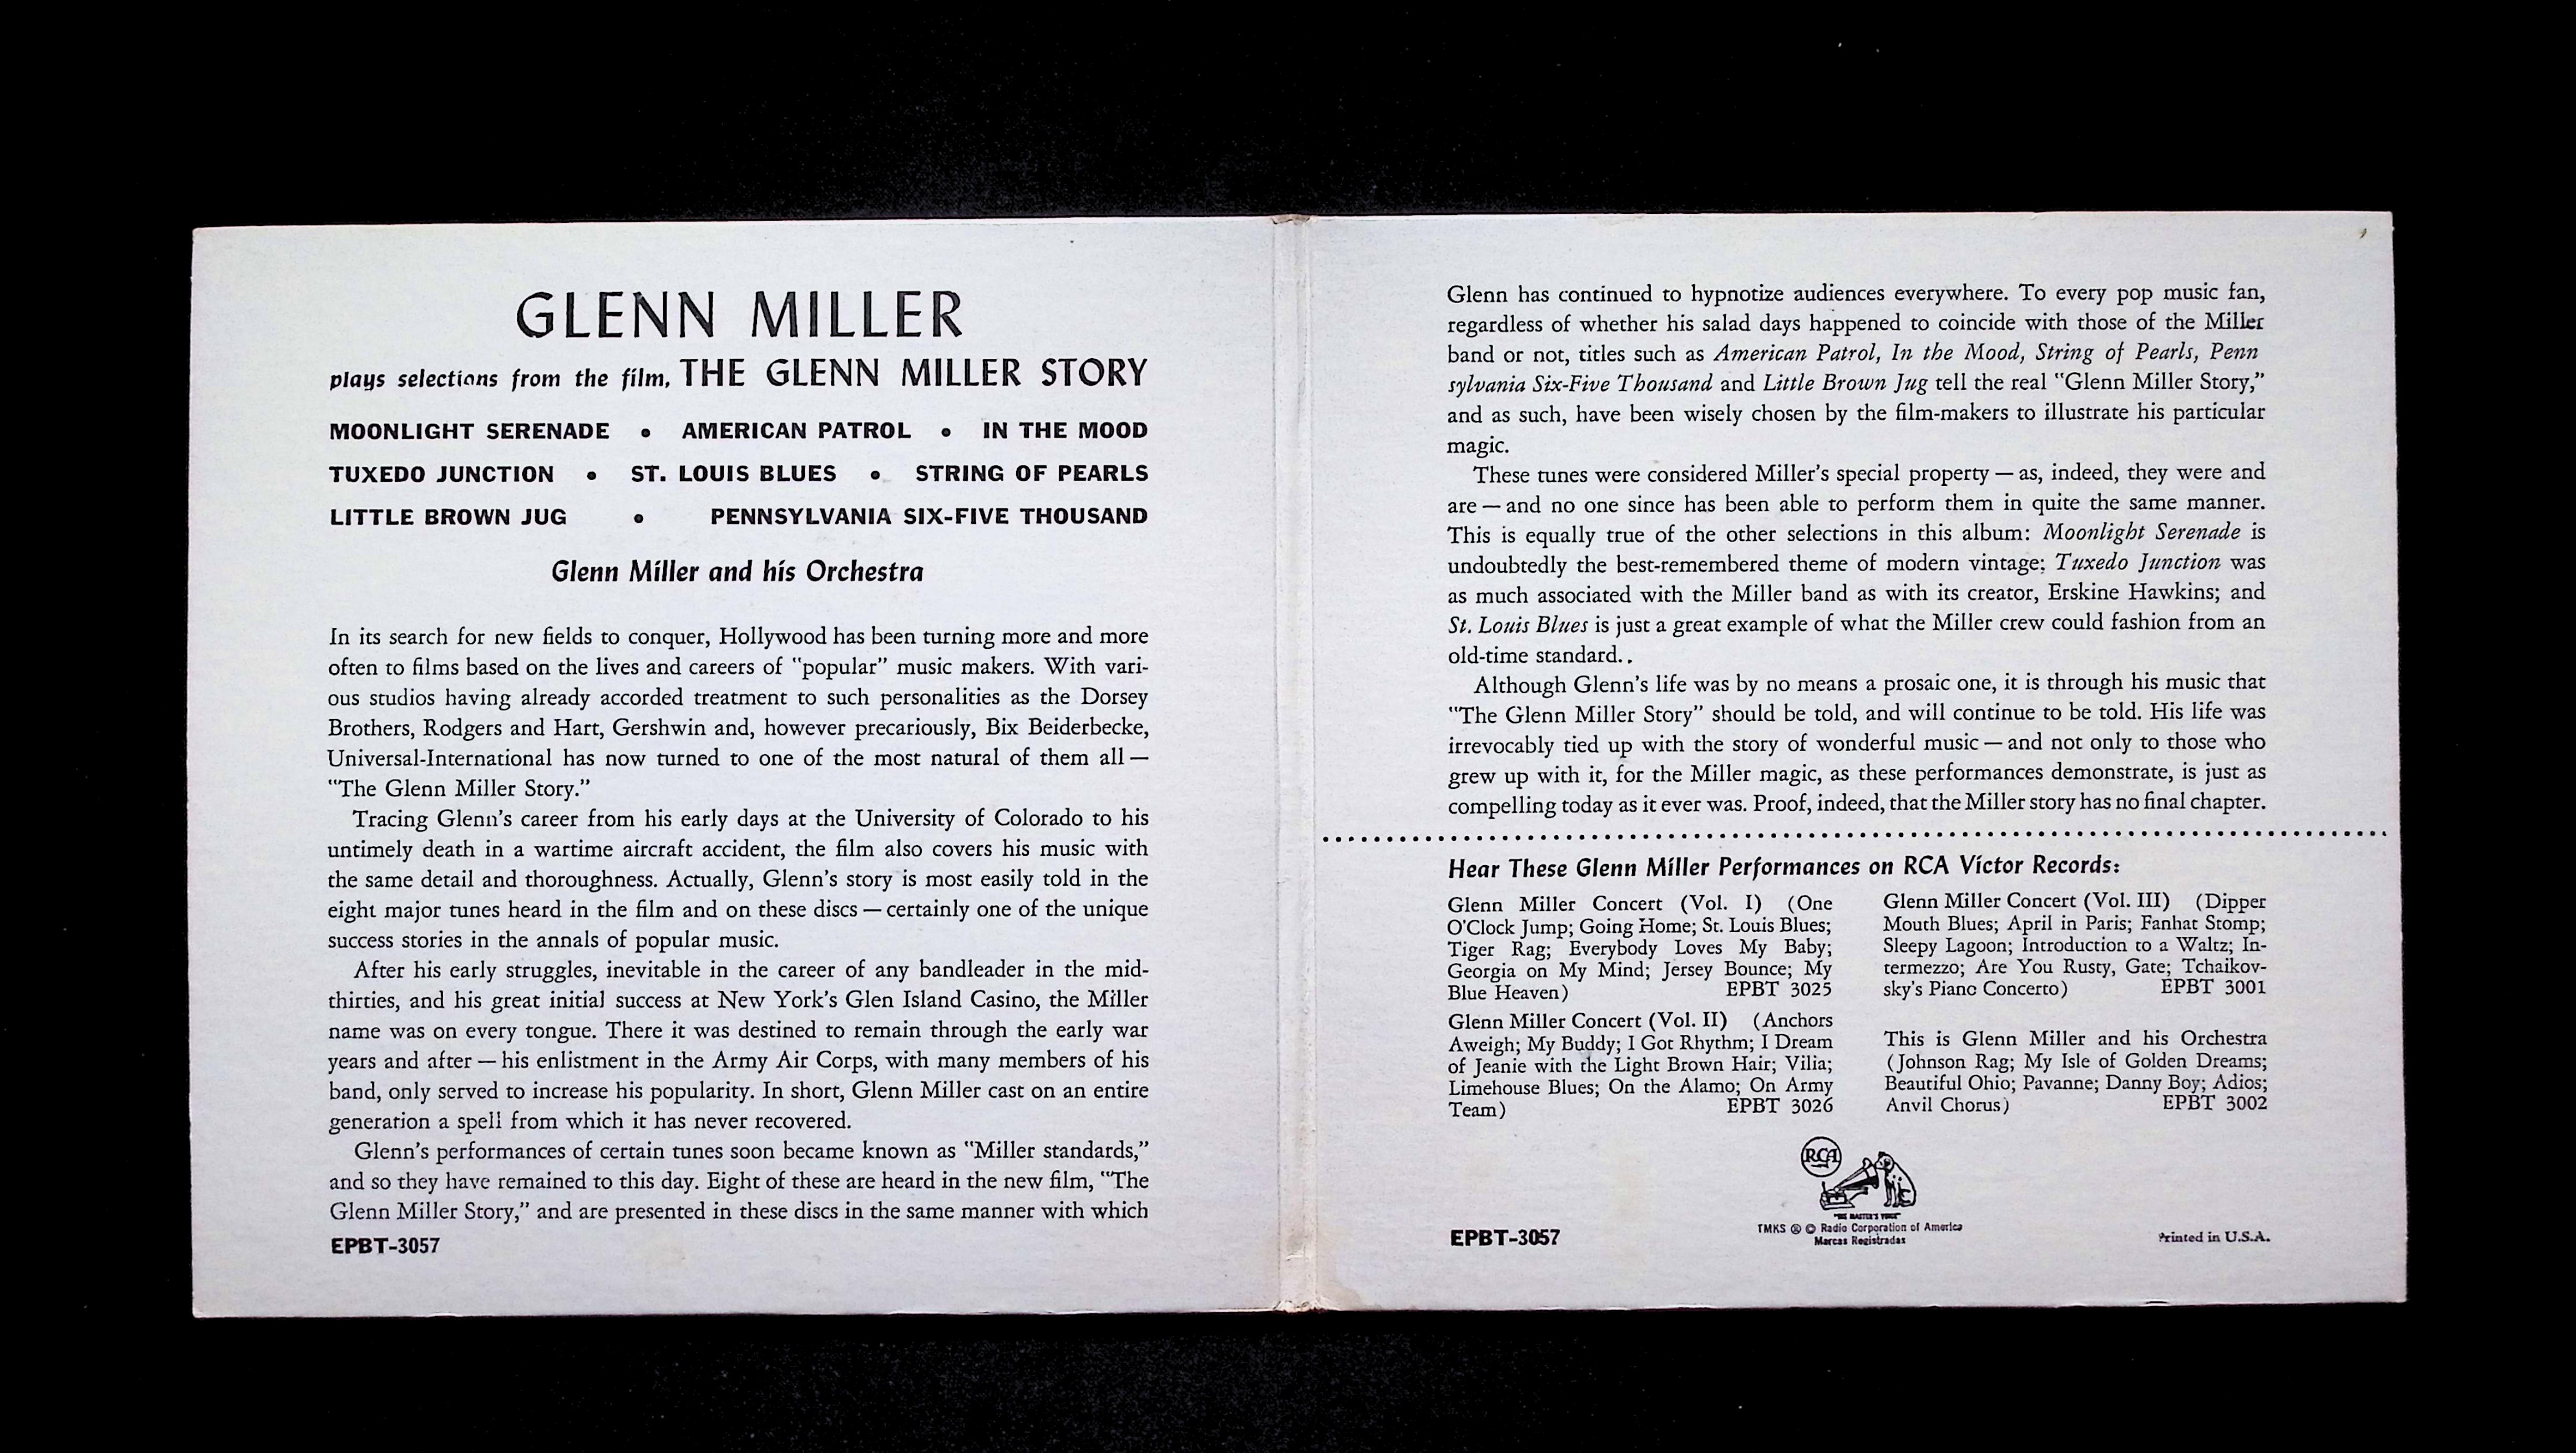 GLENN MILLER
plays selections from the film, THE GLENN MILLER STORY
MOONLIGHT SERENADE • AMERICAN PATROL • IN THE MOOD
TUXEDO JUNCTION • ST. LOUIS BLUES • STRING OF PEARLS
LITTLE BROWN JUG • PENNSYLVANIA SIX-FIVE THOUSAND
Glenn Miller and his Orchestra
In its search for new fields to conquer, Hollywood has been turning more and more
often to films based on the lives and careers of "popular" music makers. With vari-
ous studios having already accorded treatment to such personalities as the Dorsey
Brothers, Rodgers and Hart, Gershwin and, however precariously, Bix Beiderbecke,
Universal-International has now turned to one of the most natural of them all —
"The Glenn Miller Story."
Tracing Glenn's career from his early days at the University of Colorado to his
untimely death in a wartime aircraft accident, the film also covers his music with
the same detail and thoroughness. Actually, Glenn's story is most easily told in the
eight major tunes heard in the film and on these discs — certainly one of the unique
success stories in the annals of popular music.
After his early struggles, inevitable in the career of any bandleader in the mid-
thirties, and his great initial success at New York's Glen Island Casino, the Miller
name was on every tongue. There it was destined to remain through the early war
years and after — his enlistment in the Army Air Corps, with many members of his
band, only served to increase his popularity. In short, Glenn Miller cast on an entire
generation a spell from which it has never recovered.
Glenn's performances of certain tunes soon became known as "Miller standards,"
and so they have remained to this day. Eight of these are heard in the new film, "The
Glenn Miller Story," and are presented in these discs in the same manner with which
EPBT-3057
Glenn has continued to hypnotize audiences everywhere. To every pop music fan,
regardless of whether his salad days happened to coincide with those of the Miller
band or not, titles such as American Patrol, In the Mood, String of Pearls, Penn
sylvania Six-Five Thousand and Little Brown Jug tell the real "Glenn Miller Story,"
and as such, have been wisely chosen by the film-makers to illustrate his particular
magic.
These tunes were considered Miller's special property — as, indeed, they were and
are — and no one since has been able to perform them in quite the same manner.
This is equally true of the other selections in this album: Moonlight Serenade is
undoubtedly the best-remembered theme of modern vintage; Tuxedo Junction was
as much associated with the Miller band as with its creator, Erskine Hawkins; and
St. Louis Blues is just a great example of what the Miller crew could fashion from an
old-time standard..
Although Glenn's life was by no means a prosaic one, it is through his music that
"The Glenn Miller Story" should be told, and will continue to be told. His life was
irrevocably tied up with the story of wonderful music — and not only to those who
grew up with it, for the Miller magic, as these performances demonstrate, is just as
compelling today as it ever was. Proof, indeed, that the Miller story has no final chapter.
Hear These Glenn Miller Performances on RCA Victor Records:
Glenn Miller Concert (Vol. I) (One
O'Clock Jump; Going Home; St. Louis Blues;
Tiger Rag; Everybody Loves My Baby;
Georgia on My Mind; Jersey Bounce; My
Blue Heaven) EPBT 3025
Glenn Miller Concert (Vol. II) (Anchors
Aweigh; My Buddy; I Got Rhythm; I Dream
of Jeanie with the Light Brown Hair; Vilia;
Limehouse Blues; On the Alamo; On Army
Team) EPBT 3026
Glenn Miller Concert (Vol. III) (Dipper
Mouth Blues; April in Paris; Fanhat Stomp;
Sleepy Lagoon; Introduction to a Waltz; In-
termezzo; Are You Rusty, Gate; Tchaikov-
sky's Piano Concerto) EPBT 3001
This is Glenn Miller and his Orchestra
(Johnson Rag; My Isle of Golden Dreams;
Beautiful Ohio; Pavanne; Danny Boy; Adios;
Anvil Chorus) EPBT 3002
RCA
"HIS MASTER'S VOICE"
TMKS ® © Radio Corporation of America
Marcas Registradas
EPBT-3057
Printed in U.S.A.